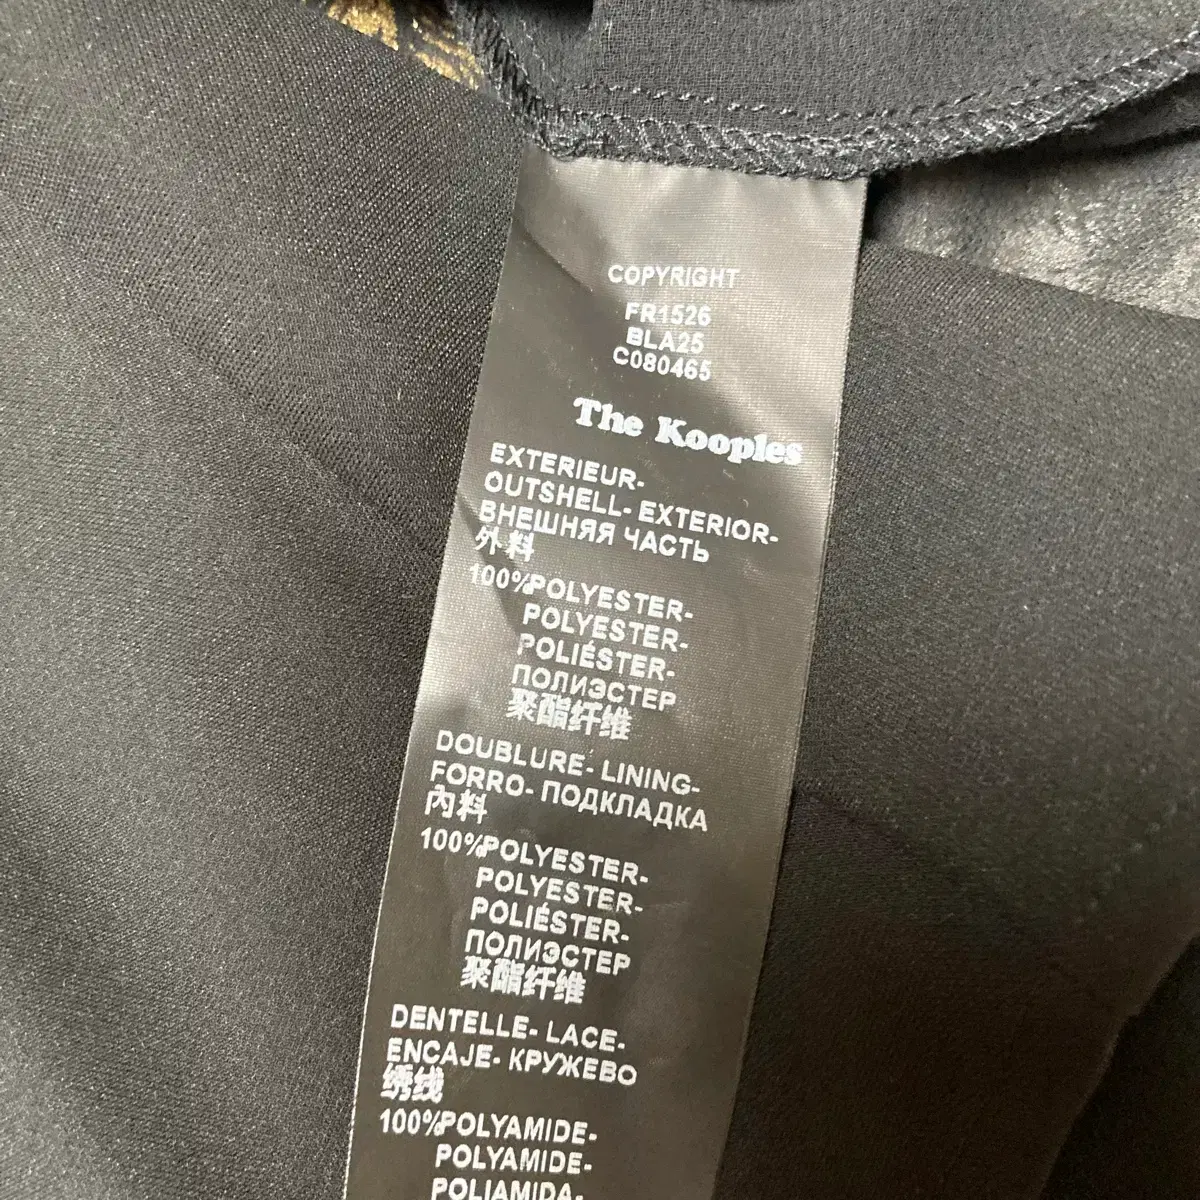 COPYRIGHT
FR1526
BLA25
C080465
The Kooples
EXTERIEUR-
OUTSHELL- EXTERIOR-
ВНЕШНЯЯ ЧАСТЬ
外料
100%POLYESTER-
POLYESTER-
POLIÉSTER-
ПОЛИЭСТЕР
聚酯纤维
DOUBLURE- LINING-
FORRO- ПОДКЛАДКА
內料
100%POLYESTER-
POLYESTER-
POLIÉSTER-
ПОЛИЭСТЕР
聚酯纤维
DENTELLE- LACE-
ENCAJE- КРУЖЕВО
绣线
100%POLYAMIDE-
POLYAMIDE-
POLIAMIDA-